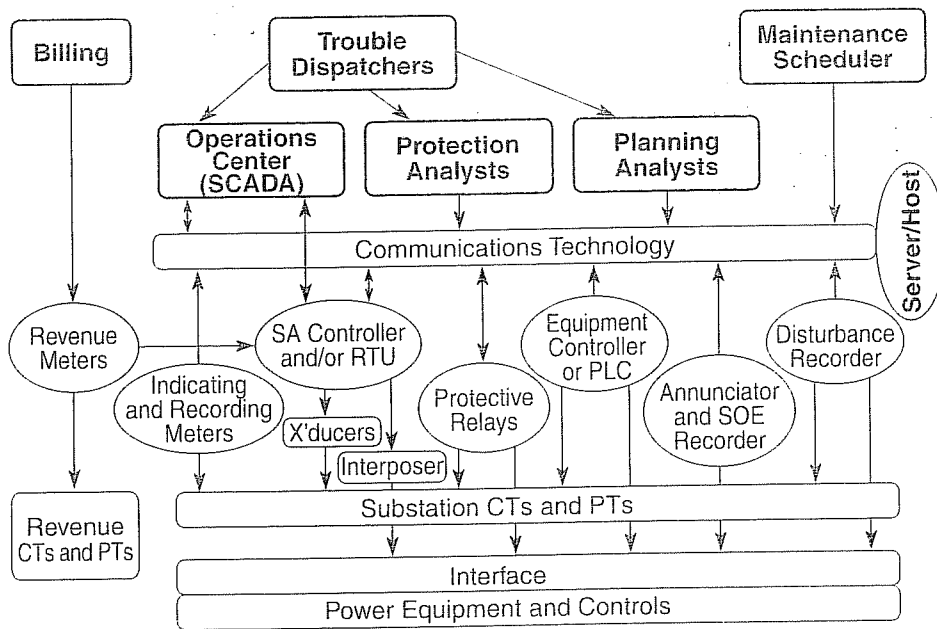 Billing
Trouble
Dispatchers
Maintenance
Scheduler
Operations
Center
(SCADA)
Protection
Analysts
Planning
Analysts
Server/Host
Communications Technology
Revenue
Meters
SA Controller
and/or RTU
Equipment
Controller
or PLC
Disturbance
Recorder
Indicating
and Recording
Meters
Protective
Relays
Annunciator
and SOE
Recorder
X'ducers
Interposer
Substation CTs and PTs
Revenue
CTs and PTs
Interface
Power Equipment and Controls